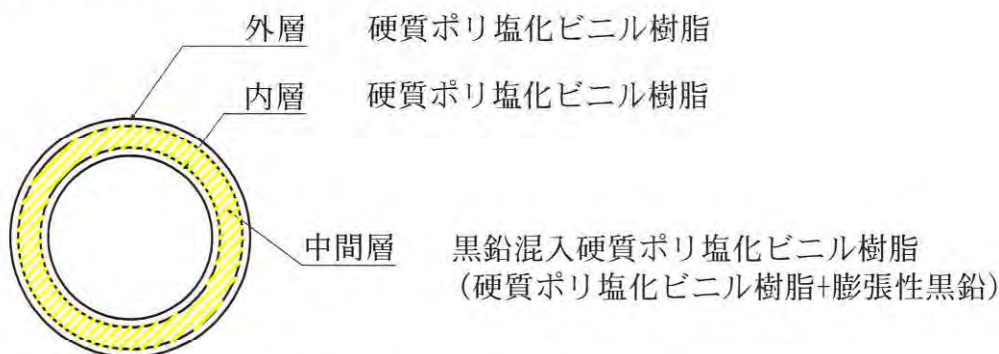 外層 硬質ポリ塩化ビニル樹脂
内層 硬質ポリ塩化ビニル樹脂
中間層 黒鉛混入硬質ポリ塩化ビニル樹脂
(硬質ポリ塩化ビニル樹脂+膨張性黒鉛)